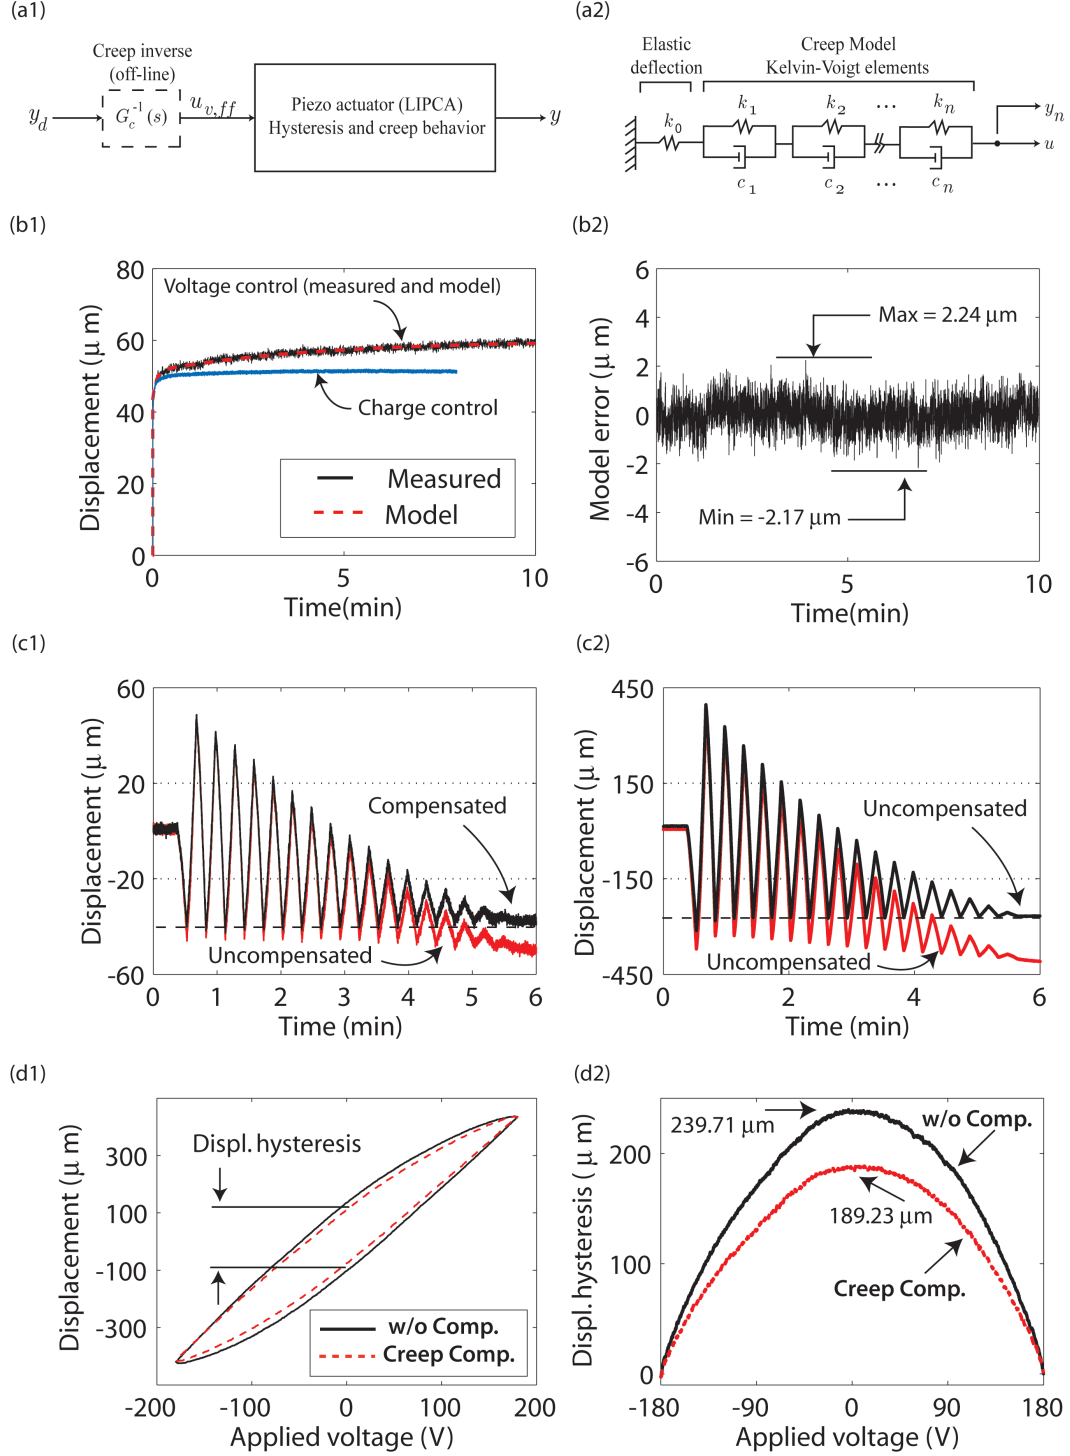 (a1)
Creep inverse
(off-line)
y_d
G_c^-1(s)
u_v,ff
Piezo actuator (LIPCA)
Hysteresis and creep behavior
y
(a2)
Elastic
deflection
Creep Model
Kelvin-Voigt elements
k_0
k_1
k_2
...
k_n
c_1
c_2
...
c_n
y_n
u
(b1)
Displacement (μ m)
80
60
40
20
0
Voltage control (measured and model)
Charge control
Measured
Model
0
5
10
Time(min)
(b2)
Model error (μ m)
6
4
2
0
-2
-4
-6
Max = 2.24 μm
Min = -2.17 μm
0
5
10
Time(min)
(c1)
Displacement (μ m)
60
20
-20
-60
Compensated
Uncompensated
0
1
2
3
4
5
6
Time (min)
(c2)
Displacement (μ m)
450
150
-150
-450
Uncompensated
Uncompensated
0
2
4
6
Time (min)
(d1)
Displacement (μ m)
300
100
-100
-300
Displ. hysteresis
w/o Comp.
Creep Comp.
-200
-100
0
100
200
Applied voltage (V)
(d2)
Displ. hysteresis ( μ m)
200
100
0
239.71 μm
w/o Comp.
189.23 μm
Creep Comp.
-180
-90
0
90
180
Applied voltage (V)